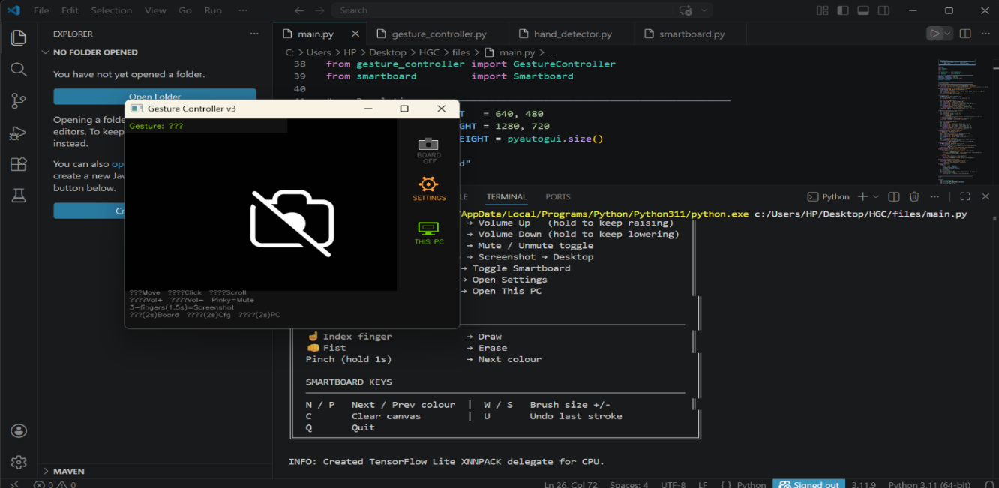 File Edit Selection View Go Run ··· Search
EXPLORER ···
NO FOLDER OPENED
You have not yet opened a folder.
Open Folder
Opening a folde
editors. To keep
instead.
You can also op
create a new Jav
button below.
Cr
MAVEN
main.py gesture_controller.py hand_detector.py smartboard.py
C: > Users > HP > Desktop > HGC > files > main.py > ...
38 from gesture_controller import GestureController
39 from smartboard import Smartboard
40
T = 640, 480
GHT = 1280, 720
EIGHT = pyautogui.size()
d"
Gesture Controller v3
Gesture: ???
BOARD
OFF
SETTINGS
THIS PC
???Move ????Click ????Scroll
????Vol+ ????Vol- Pinky=Mute
3-fingers(1.5s)=Screenshot
???(2s)Board ????(2s)Cfg ????(2s)PC
LE TERMINAL PORTS Python
/AppData/Local/Programs/Python/Python311/python.exe c:/Users/HP/Desktop/HGC/files/main.py
→ Volume Up (hold to keep raising)
→ Volume Down (hold to keep lowering)
→ Mute / Unmute toggle
→ Screenshot → Desktop
→ Toggle Smartboard
→ Open Settings
→ Open This PC
☝ Index finger → Draw
👊 Fist → Erase
Pinch (hold 1s) → Next colour
SMARTBOARD KEYS
N / P Next / Prev colour | W / S Brush size +/-
C Clear canvas | U Undo last stroke
Q Quit
INFO: Created TensorFlow Lite XNNPACK delegate for CPU.
0 0 Ln 26, Col 72 Spaces: 4 UTF-8 LF { } Python Signed out 3.11.9 Python 3.11 (64-bit)